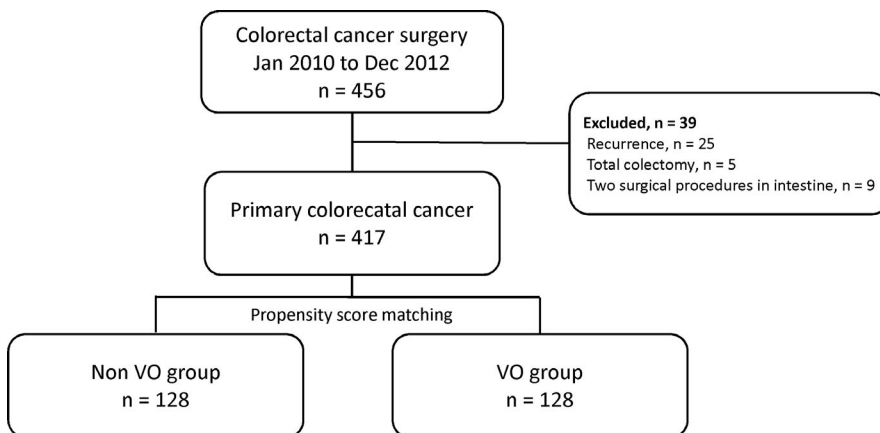 Colorectal cancer surgery
Jan 2010 to Dec 2012
n = 456
Excluded, n = 39
Recurrence, n = 25
Total colectomy, n = 5
Two surgical procedures in intestine, n = 9
Primary colorecatal cancer
n = 417
Propensity score matching
Non VO group
n = 128
VO group
n = 128